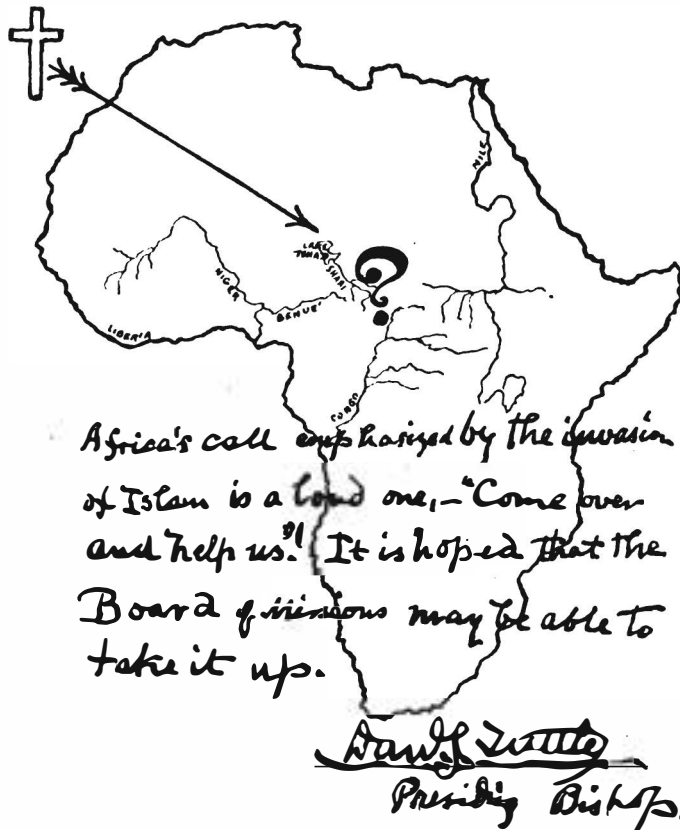 NILE
LAKE
TCHAD
SHARI
NIGER
BENUÉ
LIBERIA
CONGO
Africa's call emphasized by the invasion
of Islam is a loud one,—"Come over
and help us"! It is hoped that the
Board of missions may be able to
take it up.
Danl S Tuttle
Presiding Bishop.